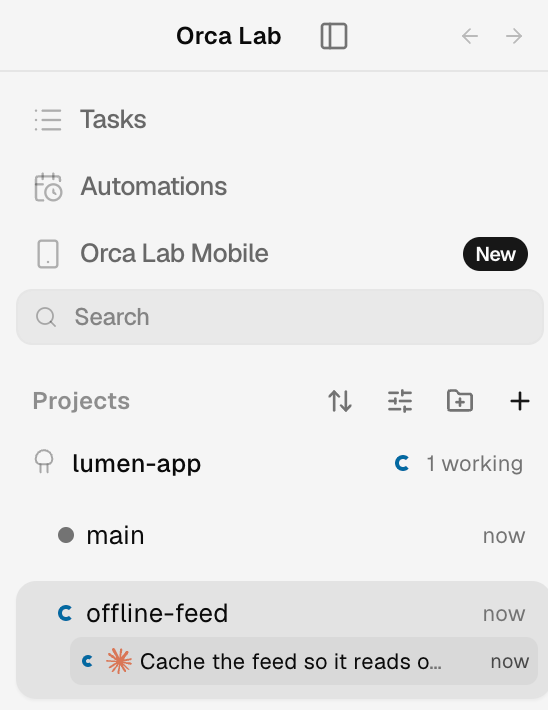 Orca Lab
Tasks
Automations
Orca Lab Mobile New
Search
Projects
lumen-app 1 working
main now
offline-feed now
Cache the feed so it reads o... now